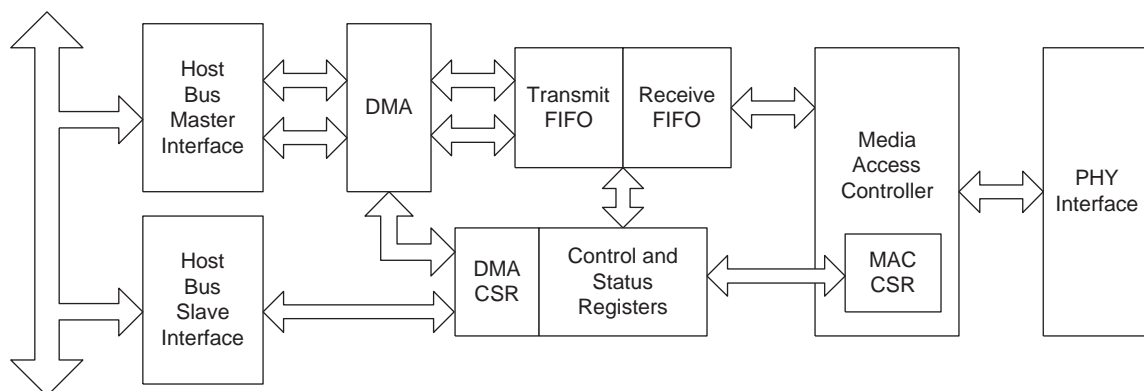 Host
Bus
Master
Interface
DMA
Transmit
FIFO
Receive
FIFO
Media
Access
Controller
PHY
Interface
Host
Bus
Slave
Interface
DMA
CSR
Control and
Status
Registers
MAC
CSR